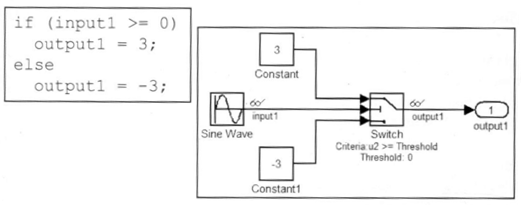 if (input1 >= 0)
output1 = 3;
else
output1 = -3;
3
Constant
Sine Wave
input1
-3
Constant1
Switch
Criteria:u2 >= Threshold
Threshold: 0
output1
1
output1